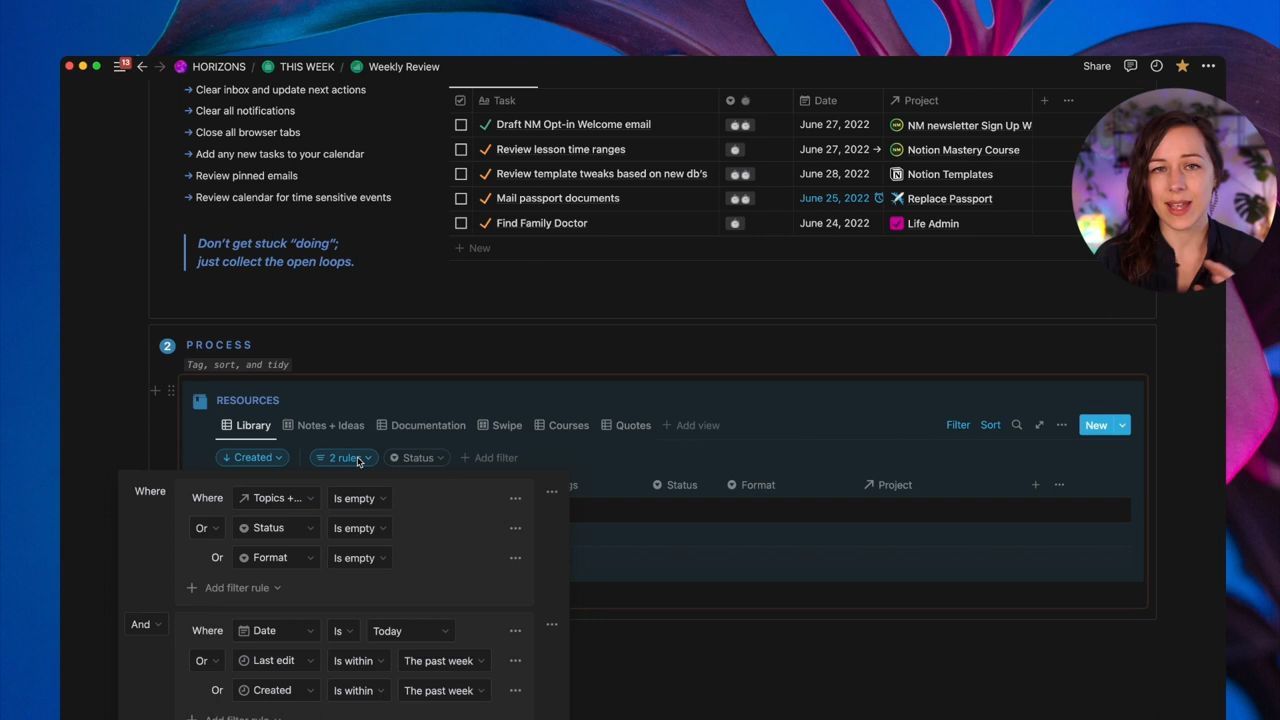 13
HORIZONS / THIS WEEK / Weekly Review
Share
→ Clear inbox and update next actions
→ Clear all notifications
→ Close all browser tabs
→ Add any new tasks to your calendar
→ Review pinned emails
→ Review calendar for time sensitive events
Don't get stuck "doing";
just collect the open loops.
Aa Task Date Project
Draft NM Opt-in Welcome email June 27, 2022 NM newsletter Sign Up W
Review lesson time ranges June 27, 2022 → Notion Mastery Course
Review template tweaks based on new db's June 28, 2022 Notion Templates
Mail passport documents June 25, 2022 Replace Passport
Find Family Doctor June 24, 2022 Life Admin
+ New
2 PROCESS
Tag, sort, and tidy
RESOURCES
Library Notes + Ideas Documentation Swipe Courses Quotes + Add view Filter Sort New
↓ Created 2 rules Status + Add filter
gs Status Format Project
Where
Where Topics +... Is empty
Or Status Is empty
Or Format Is empty
+ Add filter rule
And
Where Date Is Today
Or Last edit Is within The past week
Or Created Is within The past week
Add filter rule